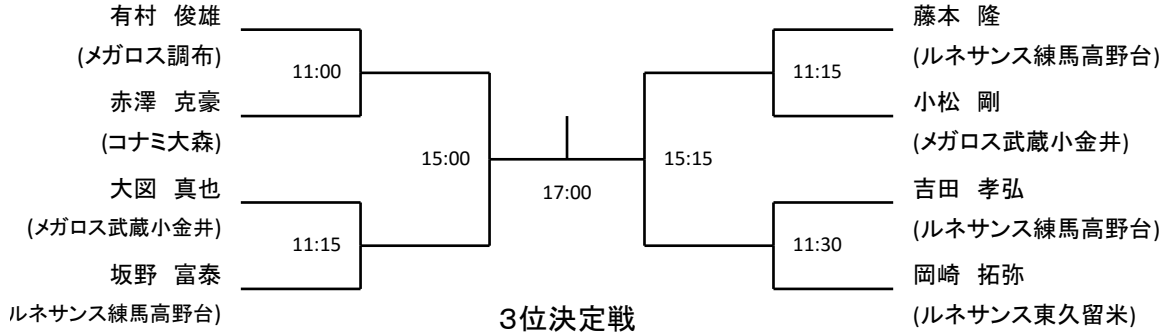 有村 俊雄
(メガロス調布)
11:00
赤澤 克豪
(コナミ大森)
15:00
大図 真也
(メガロス武蔵小金井)
11:15
坂野 富泰
ルネサンス練馬高野台)
17:00
藤本 隆
(ルネサンス練馬高野台)
11:15
小松 剛
(メガロス武蔵小金井)
15:15
吉田 孝弘
(ルネサンス練馬高野台)
11:30
岡崎 拓弥
(ルネサンス東久留米)
3位決定戦